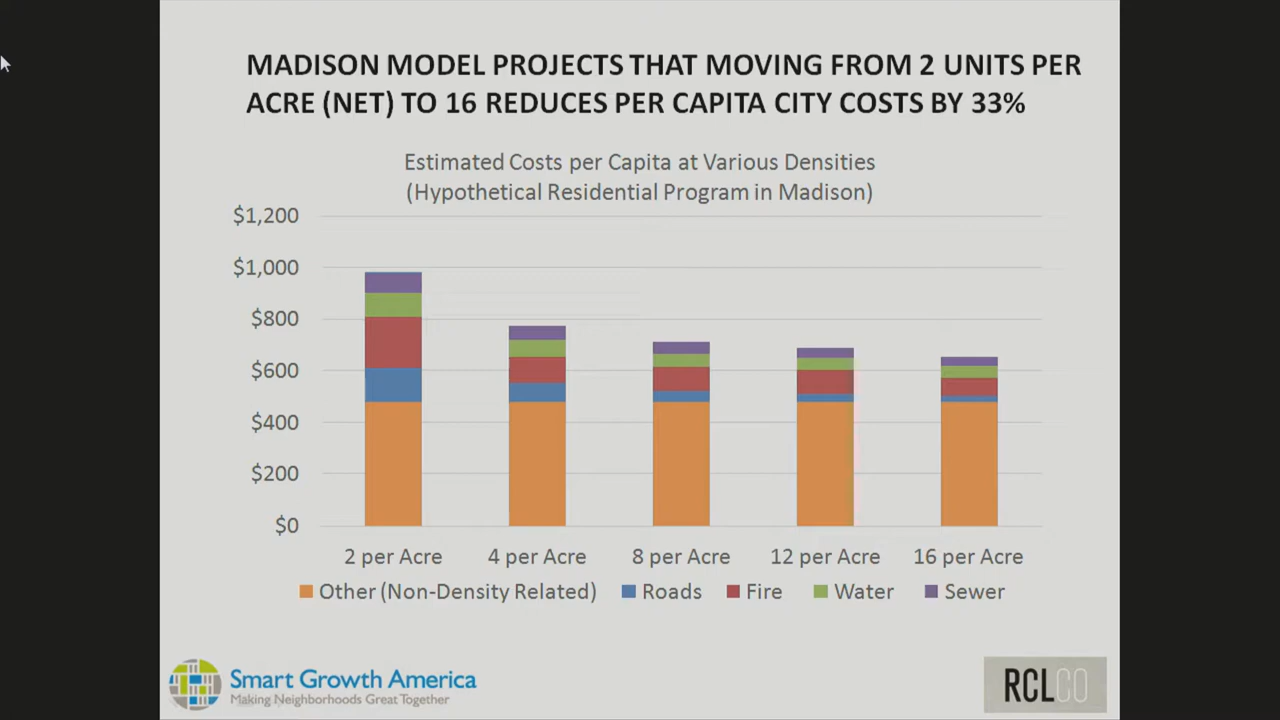 MADISON MODEL PROJECTS THAT MOVING FROM 2 UNITS PER
ACRE (NET) TO 16 REDUCES PER CAPITA CITY COSTS BY 33%
Estimated Costs per Capita at Various Densities
(Hypothetical Residential Program in Madison)
$1,200
$1,000
$800
$600
$400
$200
$0
2 per Acre 4 per Acre 8 per Acre 12 per Acre 16 per Acre
Other (Non-Density Related) Roads Fire Water Sewer
Smart Growth America
Making Neighborhoods Great Together
RCLCO